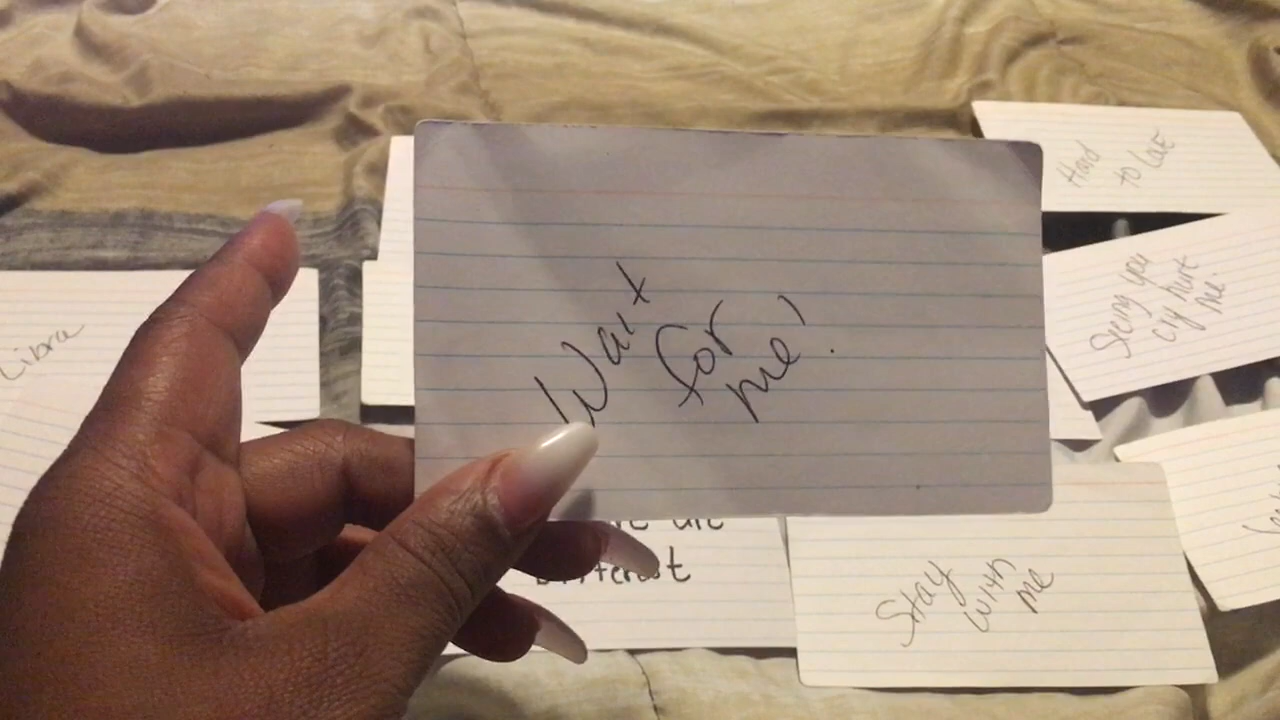 Wait
for
me!
Hard
to Love
Seeing you
cry hurt
me.
Libra
Different
Stay
with
me